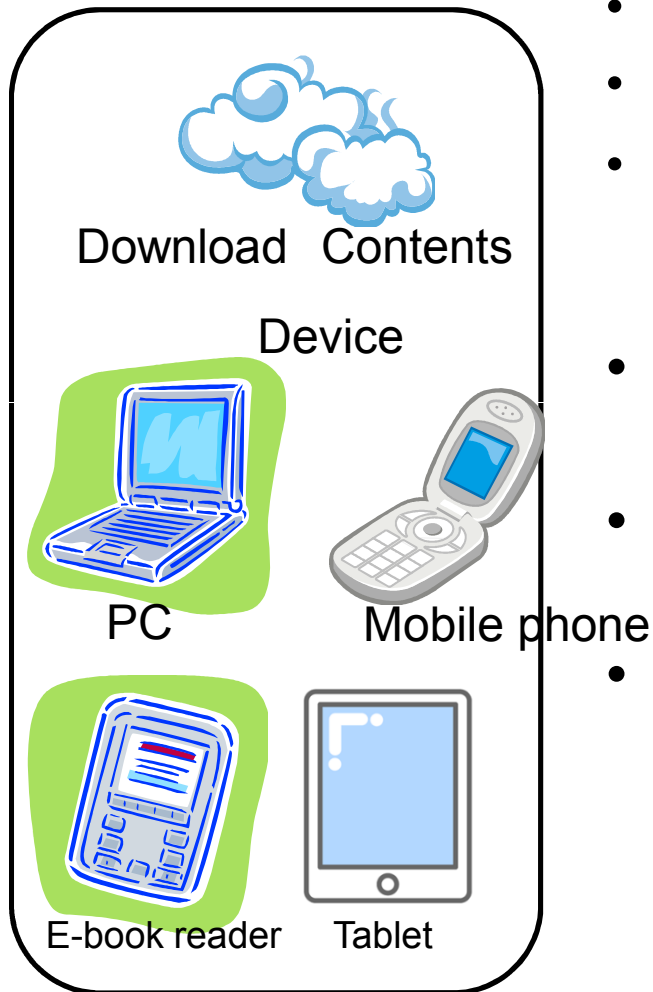 Download Contents
Device
PC
Mobile phone
E-book reader
Tablet